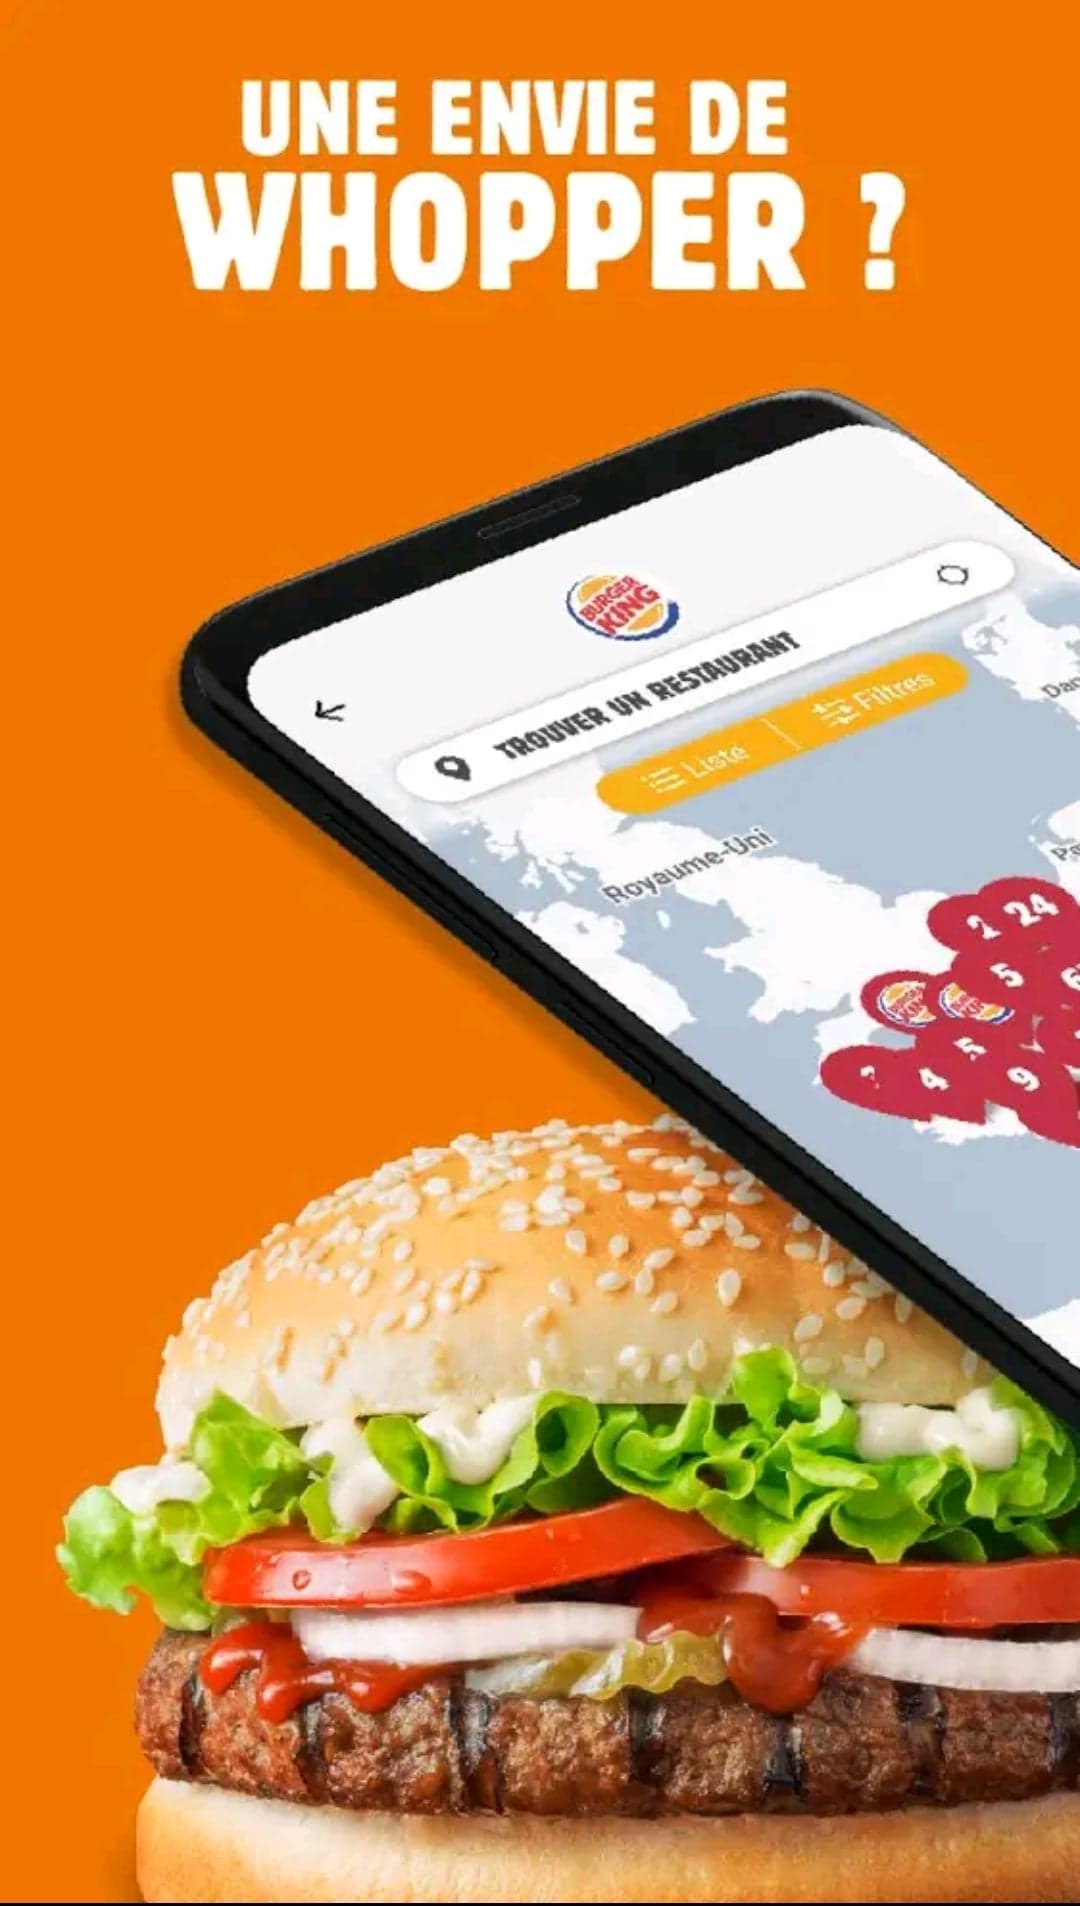 UNE ENVIE DE
WHOPPER ?
BURGER
KING
TROUVER UN RESTAURANT
Liste
Filtres
Royaume-Uni
2 24
5
5
4
9